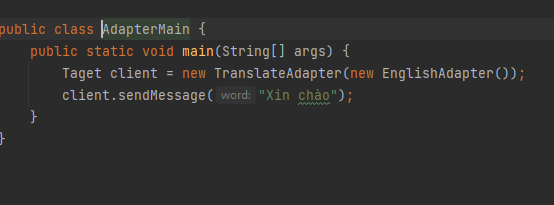 public class AdapterMain {
    public static void main(String[] args) {
        Taget client = new TranslateAdapter(new EnglishAdapter());
        client.sendMessage( word: "Xin chào");
    }
}